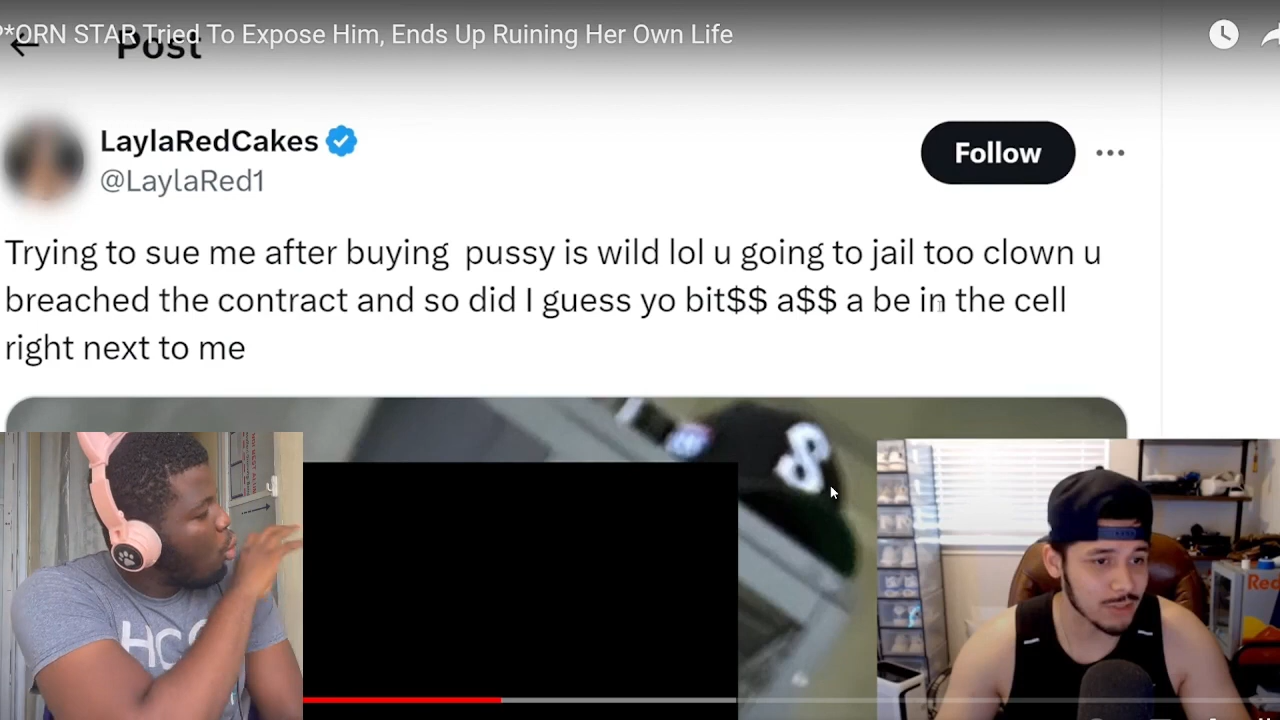 P*ORN STAR Tried To Expose Him, Ends Up Ruining Her Own Life
Post
LaylaRedCakes
@LaylaRed1
Follow
Trying to sue me after buying  pussy is wild lol u going to jail too clown u
breached the contract and so did I guess yo bit$$ a$$ a be in the cell
right next to me
HC
Red